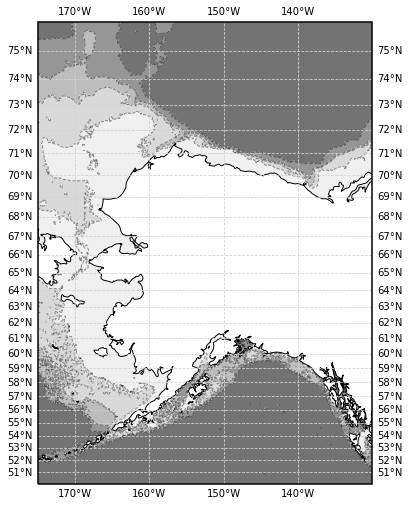 170°W 160°W 150°W 140°W
75°N 75°N
74°N 74°N
73°N 73°N
72°N 72°N
71°N 71°N
70°N 70°N
69°N 69°N
68°N 68°N
67°N 67°N
66°N 66°N
65°N 65°N
64°N 64°N
63°N 63°N
62°N 62°N
61°N 61°N
60°N 60°N
59°N 59°N
58°N 58°N
57°N 57°N
56°N 56°N
55°N 55°N
54°N 54°N
53°N 53°N
52°N 52°N
51°N 51°N
170°W 160°W 150°W 140°W